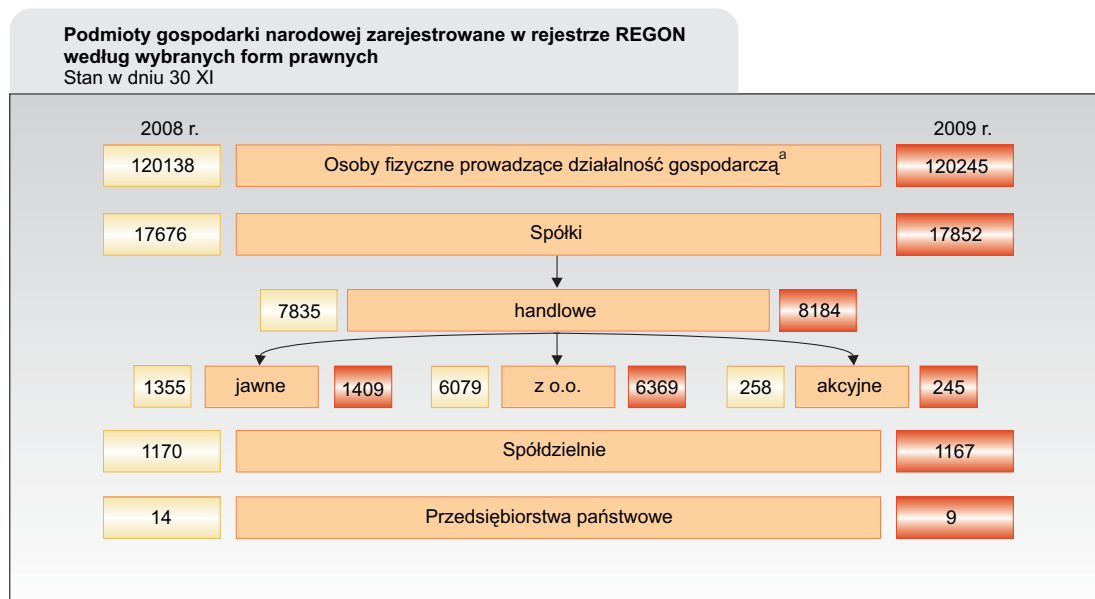 Podmioty gospodarki narodowej zarejestrowane w rejestrze REGON
według wybranych form prawnych
Stan w dniu 30 XI
2008 r. 2009 r.
120138 Osoby fizyczne prowadzące działalność gospodarczą a 120245
17676 Spółki 17852
7835 handlowe 8184
1355 jawne 1409 6079 z o.o. 6369 258 akcyjne 245
1170 Spółdzielnie 1167
14 Przedsiębiorstwa państwowe 9